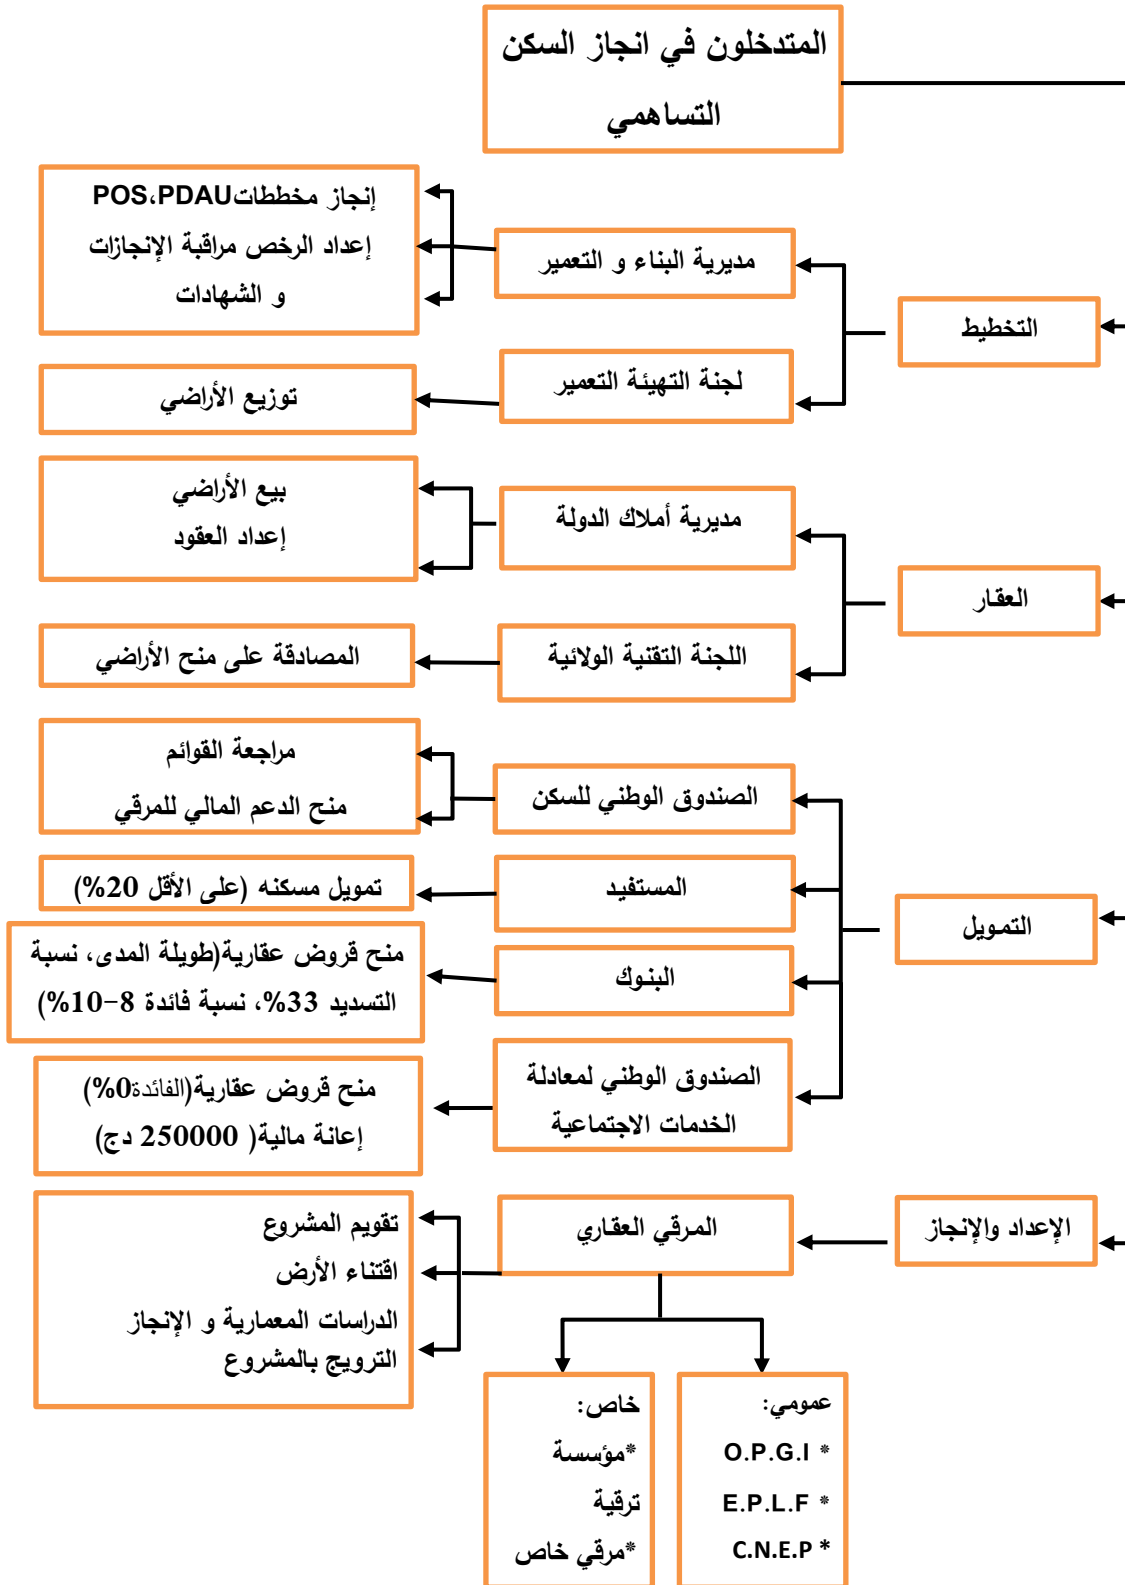 المتدخلون في انجاز السكن
التساهمي
التخطيط
مديرية البناء و التعمير
إنجاز مخططاتPOS،PDAU
إعداد الرخص مراقبة الإنجازات
و الشهادات
لجنة التهيئة التعمير
توزيع الأراضي
العقار
مديرية أملاك الدولة
بيع الأراضي
إعداد العقود
اللجنة التقنية الولائية
المصادقة على منح الأراضي
التمويل
الصندوق الوطني للسكن
مراجعة القوائم
منح الدعم المالي للمرقي
المستفيد
تمويل مسكنه (على الأقل 20%)
البنوك
منح قروض عقارية(طويلة المدى، نسبة
التسديد 33%، نسبة فائدة 8-10%)
الصندوق الوطني لمعادلة
الخدمات الاجتماعية
منح قروض عقارية(الفائدة0%)
إعانة مالية( 250000 دج)
الإعداد والإنجاز
المرقي العقاري
تقويم المشروع
اقتناء الأرض
الدراسات المعمارية و الإنجاز
الترويج بالمشروع
عمومي:
* O.P.G.I
* E.P.L.F
* C.N.E.P
خاص:
*مؤسسة
ترقية
*مرقي خاص